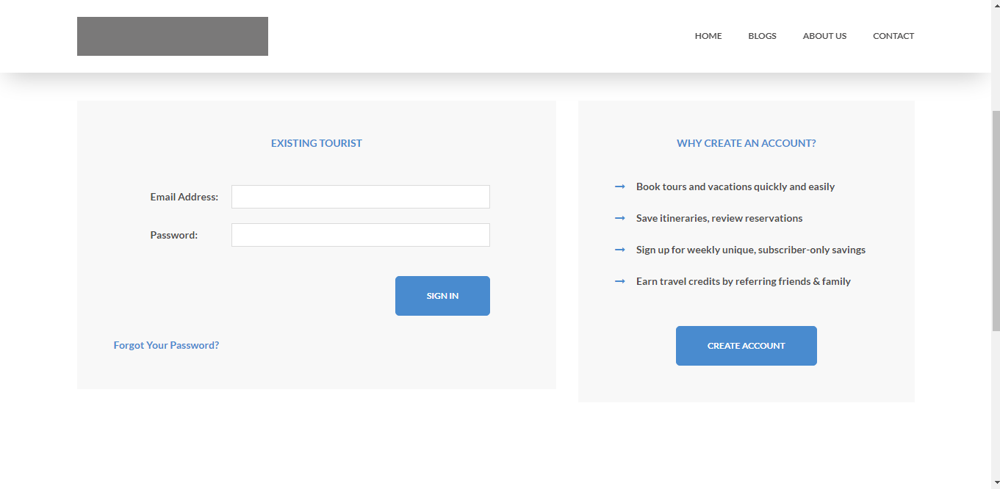 HOME
BLOGS
ABOUT US
CONTACT
EXISTING TOURIST
Email Address:
Password:
SIGN IN
Forgot Your Password?
WHY CREATE AN ACCOUNT?
Book tours and vacations quickly and easily
Save itineraries, review reservations
Sign up for weekly unique, subscriber-only savings
Earn travel credits by referring friends & family
CREATE ACCOUNT